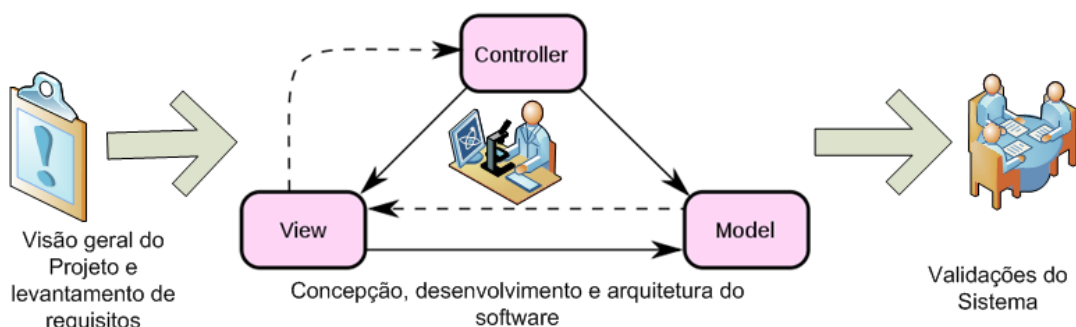 Controller
View
Model
Visão geral do
Projeto e
levantamento de
requisitos
Concepção, desenvolvimento e arquitetura do
software
Validações do
Sistema